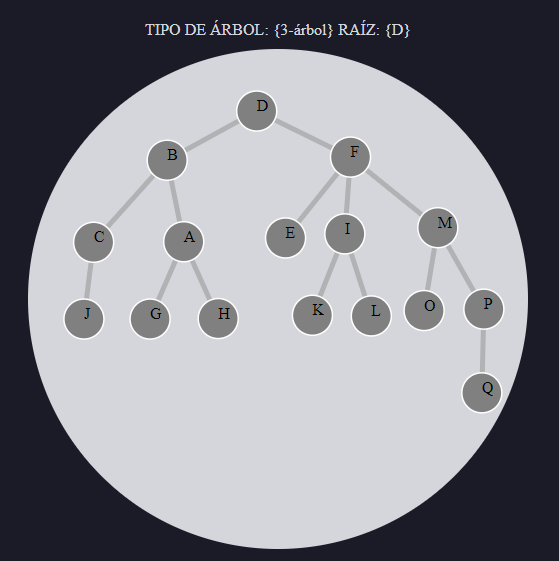 TIPO DE ÁRBOL: {3-árbol} RAÍZ: {D}
D
B F
C A E I M
J G H K L O P
Q